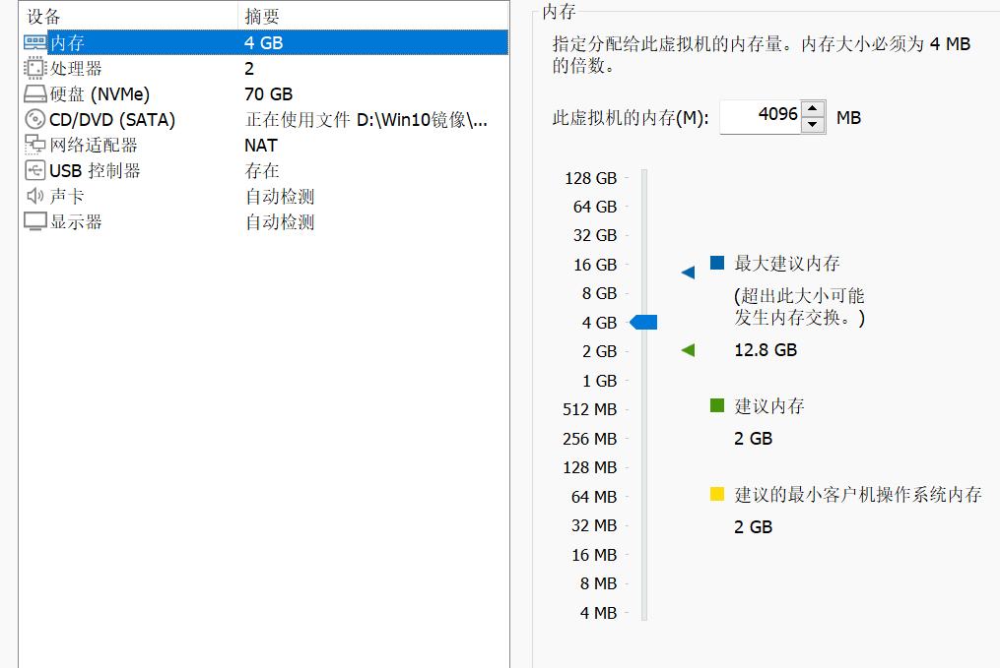 设备 摘要
内存 4 GB
处理器 2
硬盘 (NVMe) 70 GB
CD/DVD (SATA) 正在使用文件 D:\Win10镜像\...
网络适配器 NAT
USB 控制器 存在
声卡 自动检测
显示器 自动检测
内存
指定分配给此虚拟机的内存量。内存大小必须为 4 MB
的倍数。
此虚拟机的内存(M): 4096 MB
128 GB
64 GB
32 GB
16 GB
8 GB
4 GB
2 GB
1 GB
512 MB
256 MB
128 MB
64 MB
32 MB
16 MB
8 MB
4 MB
最大建议内存
(超出此大小可能
发生内存交换。)
12.8 GB
建议内存
2 GB
建议的最小客户机操作系统内存
2 GB